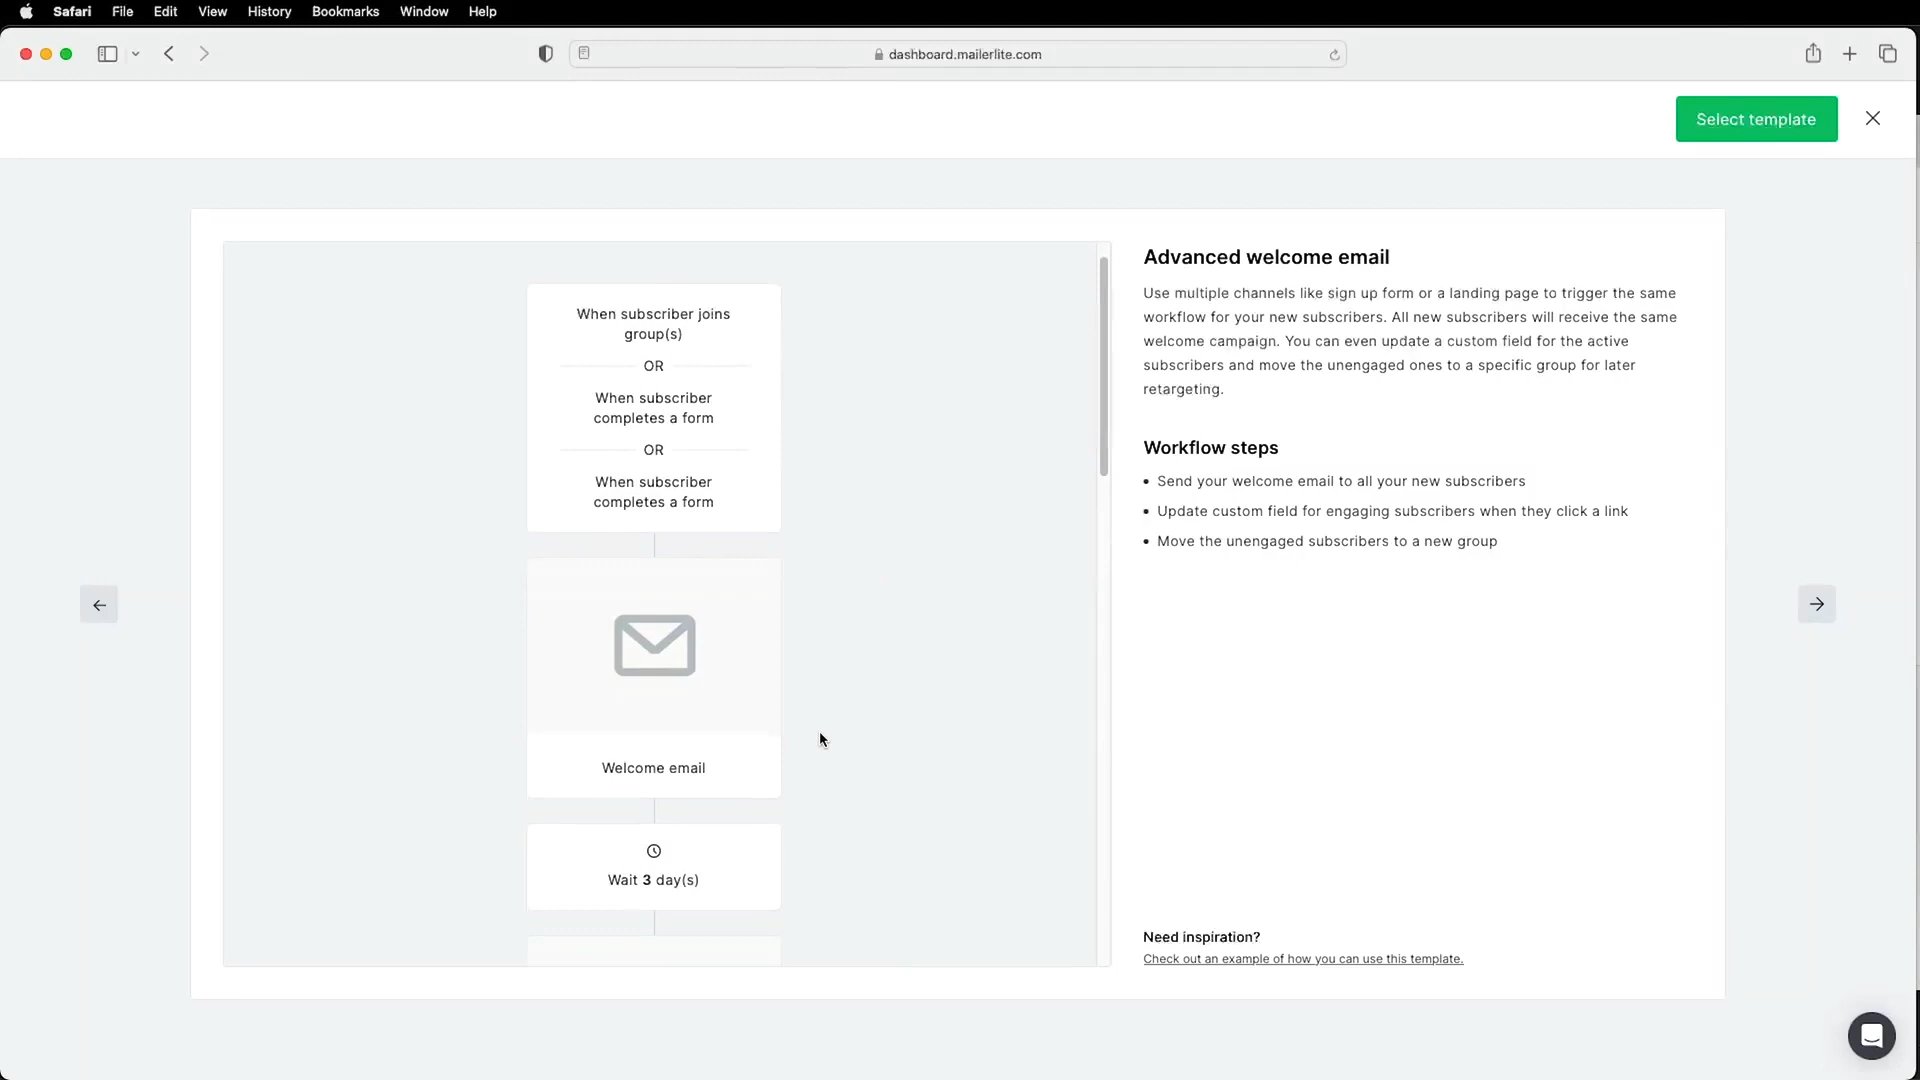 Safari File Edit View History Bookmarks Window Help
dashboard.mailerlite.com
Select template
When subscriber joins
group(s)
OR
When subscriber
completes a form
OR
When subscriber
completes a form
Welcome email
Wait 3 day(s)
Advanced welcome email
Use multiple channels like sign up form or a landing page to trigger the same
workflow for your new subscribers. All new subscribers will receive the same
welcome campaign. You can even update a custom field for the active
subscribers and move the unengaged ones to a specific group for later
retargeting.
Workflow steps
• Send your welcome email to all your new subscribers
• Update custom field for engaging subscribers when they click a link
• Move the unengaged subscribers to a new group
Need inspiration?
Check out an example of how you can use this template.